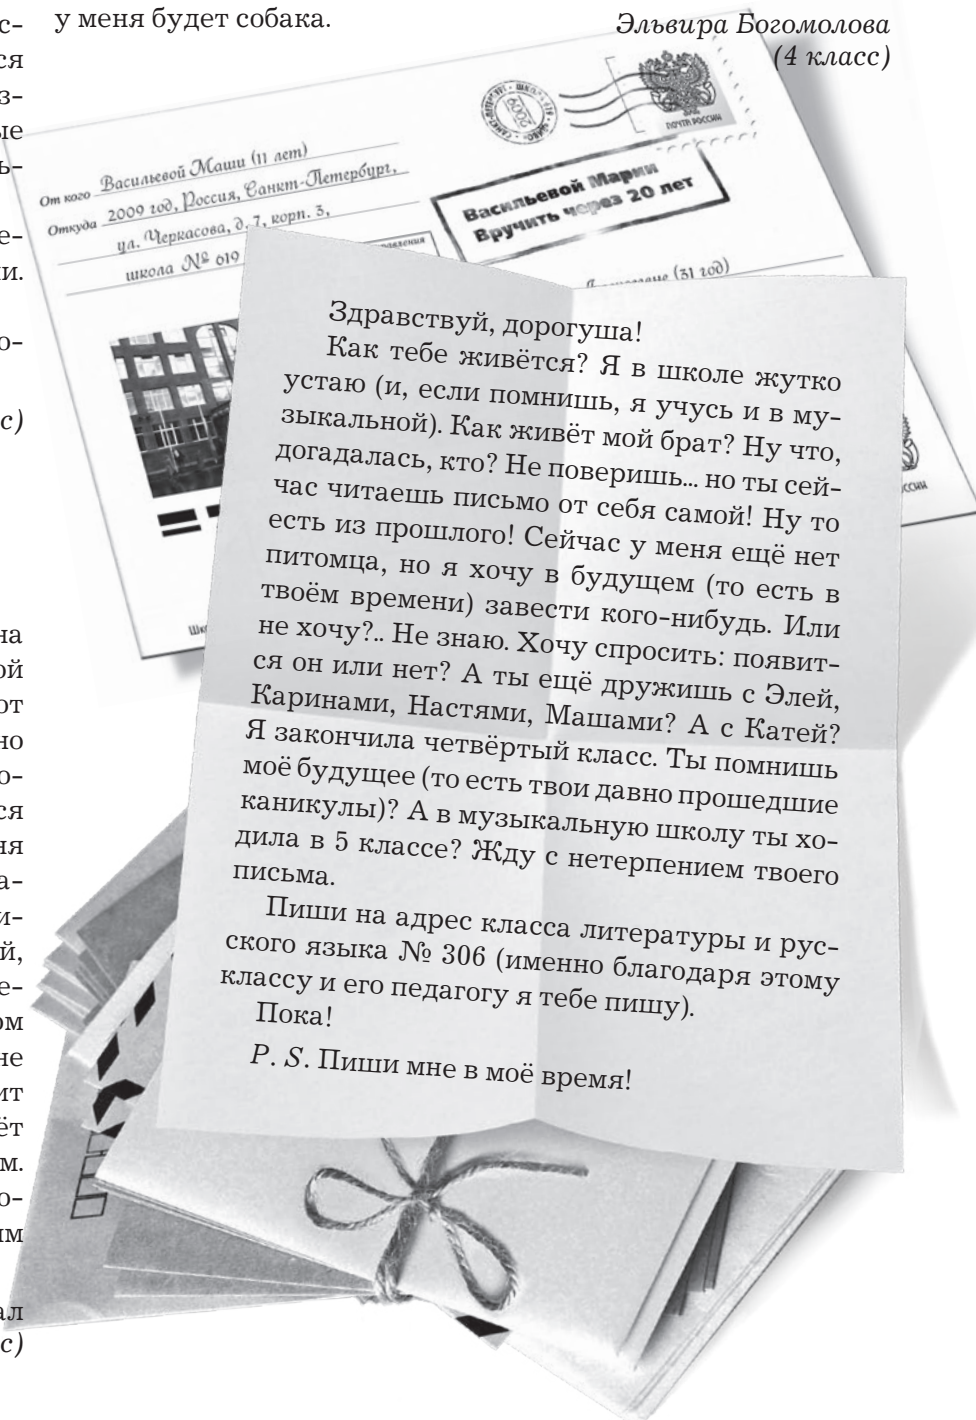 у меня будет собака.
Эльвира Богомолова
(4 класс)
От кого Васильевой Маши (11 лет)
Откуда 2009 год, Россия, Санкт-Петербург,
ул. Черкасова, д. 7, корп. 3,
школа № 619
2009
ПОЧТА РОССИИ
Васильевой Марии
Вручить через 20 лет
(31 год)
Здравствуй, дорогуша!
Как тебе живётся? Я в школе жутко
устаю (и, если помнишь, я учусь и в му-
зыкальной). Как живёт мой брат? Ну что,
догадалась, кто? Не поверишь... но ты сей-
час читаешь письмо от себя самой! Ну то
есть из прошлого! Сейчас у меня ещё нет
питомца, но я хочу в будущем (то есть в
твоём времени) завести кого-нибудь. Или
не хочу?.. Не знаю. Хочу спросить: появит-
ся он или нет? А ты ещё дружишь с Элей,
Каринами, Настями, Машами? А с Катей?
Я закончила четвёртый класс. Ты помнишь
моё будущее (то есть твои давно прошедшие
каникулы)? А в музыкальную школу ты хо-
дила в 5 классе? Жду с нетерпением твоего
письма.
Пиши на адрес класса литературы и рус-
ского языка № 306 (именно благодаря этому
классу и его педагогу я тебе пишу).
Пока!
P. S. Пиши мне в моё время!